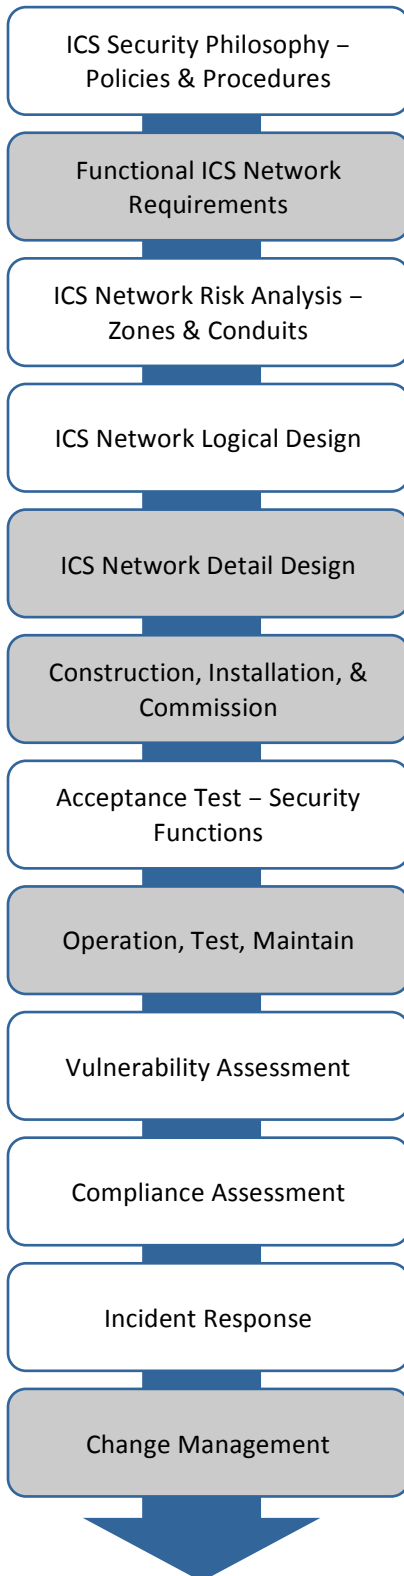 ICS Security Philosophy –
Policies & Procedures
Functional ICS Network
Requirements
ICS Network Risk Analysis –
Zones & Conduits
ICS Network Logical Design
ICS Network Detail Design
Construction, Installation, &
Commission
Acceptance Test – Security
Functions
Operation, Test, Maintain
Vulnerability Assessment
Compliance Assessment
Incident Response
Change Management